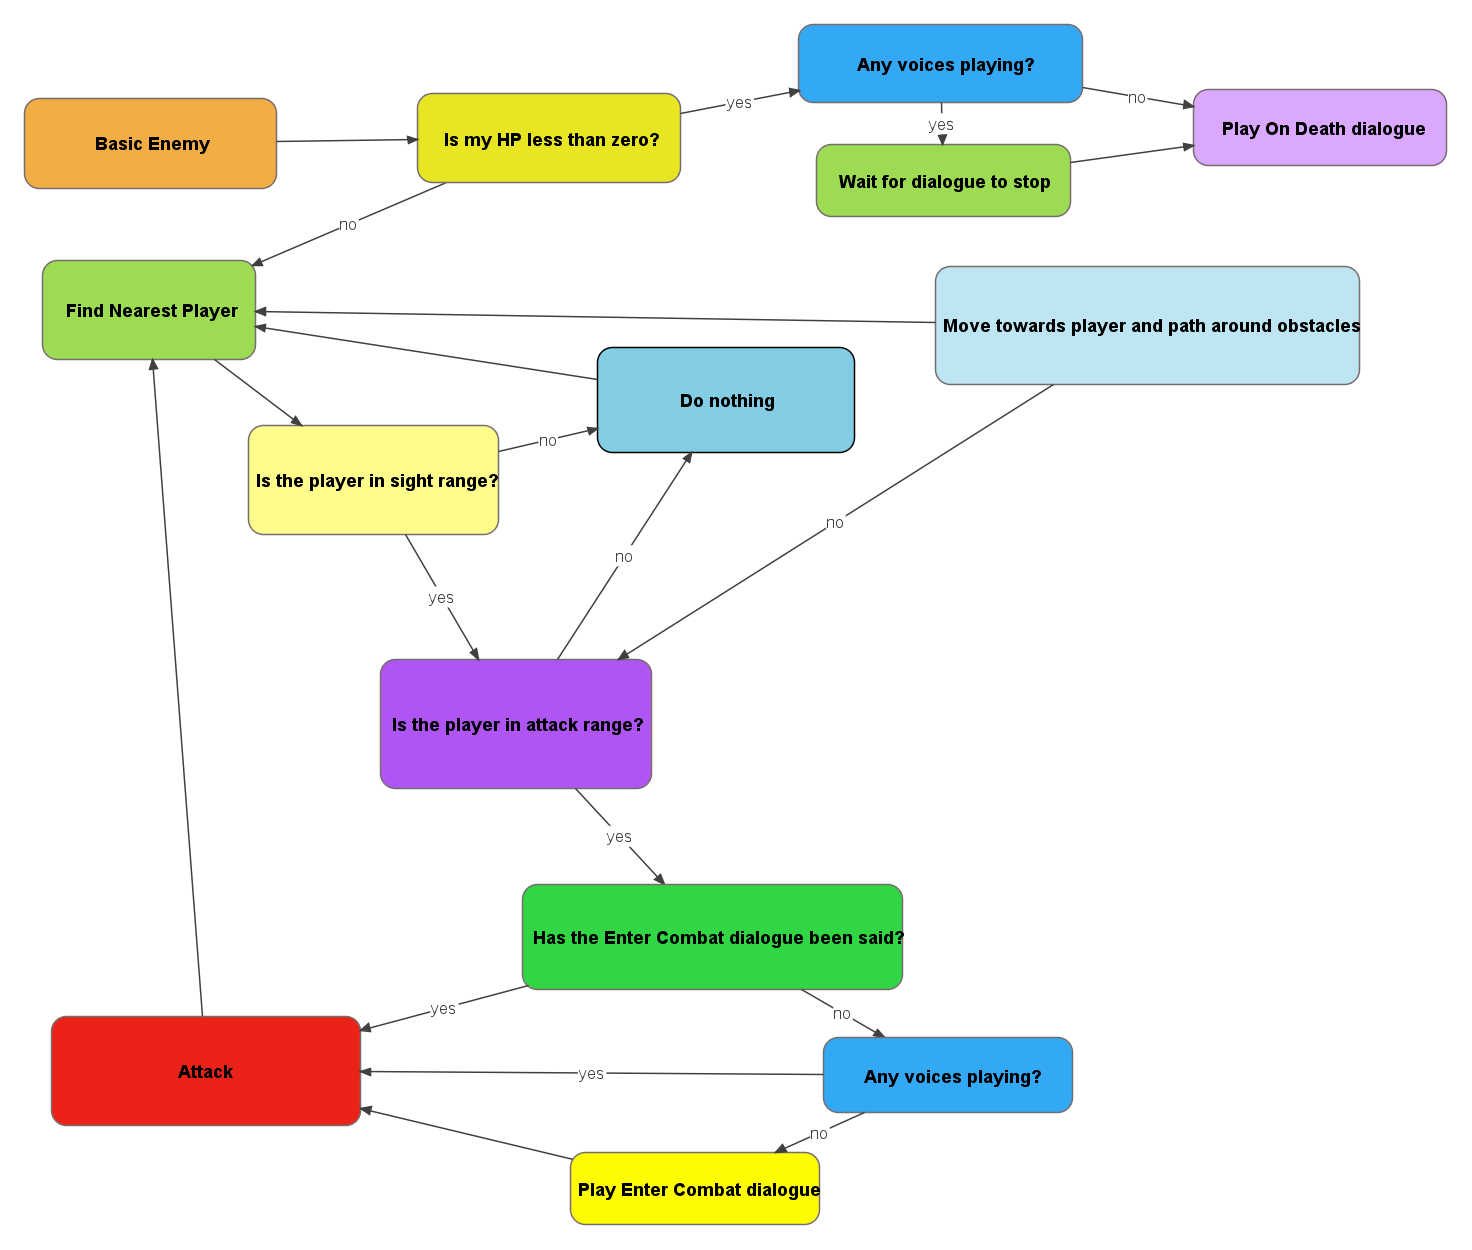 Any voices playing?
yes
no
Basic Enemy
Is my HP less than zero?
yes
Play On Death dialogue
Wait for dialogue to stop
no
Find Nearest Player
Move towards player and path around obstacles
Do nothing
no
Is the player in sight range?
no
no
yes
Is the player in attack range?
yes
Has the Enter Combat dialogue been said?
yes
no
Attack
yes
Any voices playing?
no
Play Enter Combat dialogue